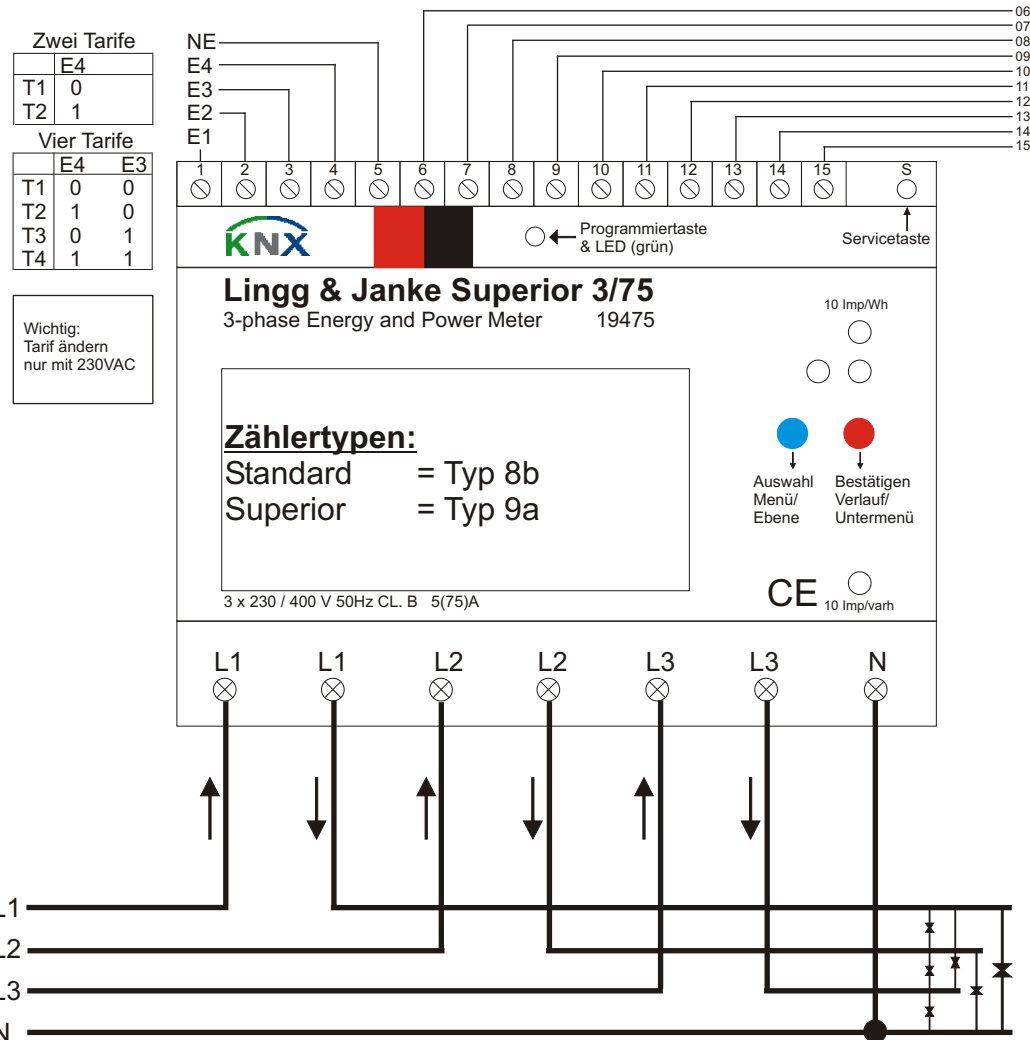 Zwei Tarife
E4
T1 0
T2 1
Vier Tarife
E4 E3
T1 0 0
T2 1 0
T3 0 1
T4 1 1
Wichtig:
Tarif ändern
nur mit 230VAC
NE
E4
E3
E2
E1
06
07
08
09
10
11
12
13
14
15
1 2 3 4 5 6 7 8 9 10 11 12 13 14 15 S
KNX
Programmiertaste
& LED (grün)
Servicetaste
Lingg & Janke Superior 3/75
3-phase Energy and Power Meter 19475
10 Imp/Wh
Zählertypen:
Standard = Typ 8b
Superior = Typ 9a
Auswahl
Menü/
Ebene
Bestätigen
Verlauf/
Untermenü
3 x 230 / 400 V 50Hz CL. B 5(75)A
CE
10 Imp/varh
L1 L1 L2 L2 L3 L3 N
L1
L2
L3
N